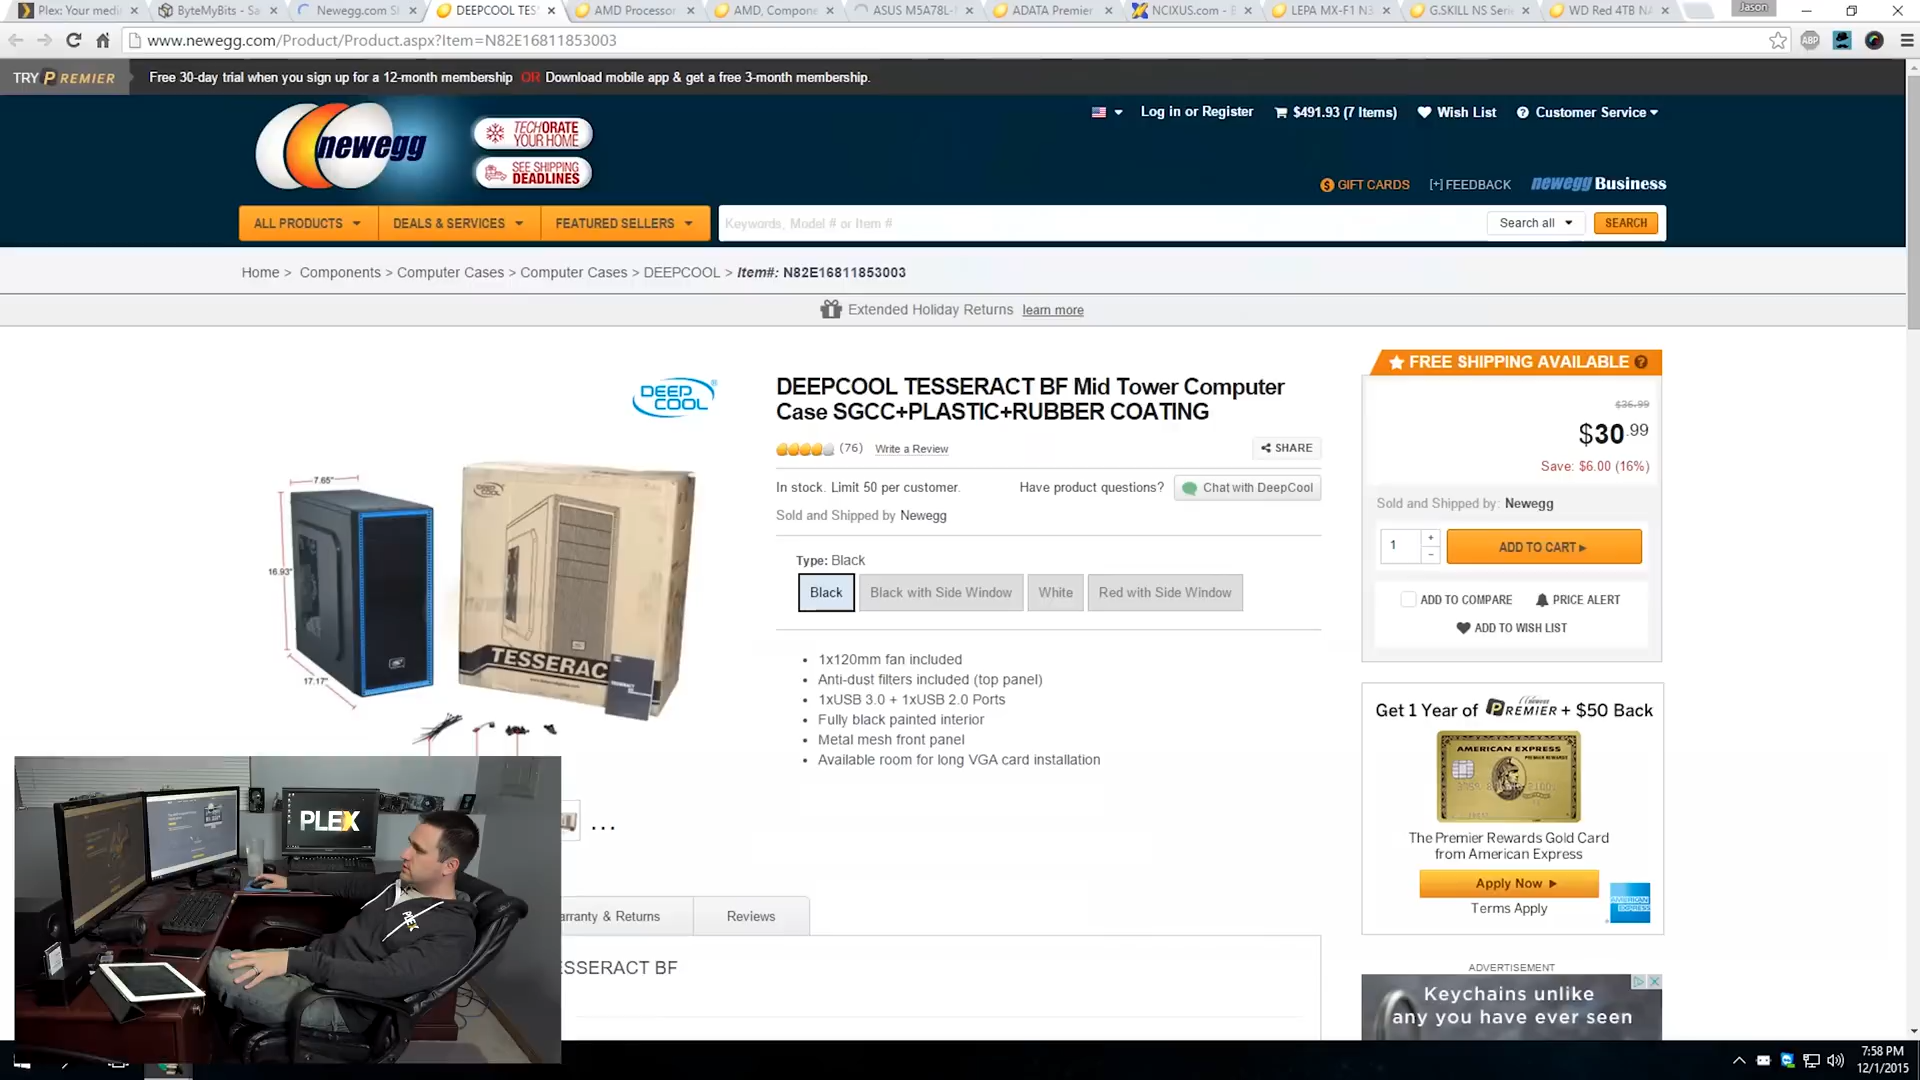 Plex: Your medi
ByteMyBits - Sa
Newegg.com S
DEEPCOOL TES
AMD Processor
AMD, Compone
ASUS M5A78L-
ADATA Premier
NCIXUS.com - B
LEPA MX-F1 N3
G.SKILL NS Serie
WD Red 4TB NA
Jason
www.newegg.com/Product/Product.aspx?Item=N82E16811853003
ABP
TRY PREMIER
Free 30-day trial when you sign up for a 12-month membership OR Download mobile app & get a free 3-month membership.
newegg
TECHORATE
YOUR HOME
SEE SHIPPING
DEADLINES
Log in or Register
$491.93 (7 Items)
Wish List
Customer Service
GIFT CARDS
[+] FEEDBACK
newegg Business
ALL PRODUCTS
DEALS & SERVICES
FEATURED SELLERS
Keywords, Model # or Item #
Search all
SEARCH
Home > Components > Computer Cases > Computer Cases > DEEPCOOL > Item#: N82E16811853003
Extended Holiday Returns learn more
DEEP
COOL
DEEPCOOL TESSERACT BF Mid Tower Computer
Case SGCC+PLASTIC+RUBBER COATING
(76) Write a Review
SHARE
In stock. Limit 50 per customer.
Have product questions?
Chat with DeepCool
Sold and Shipped by Newegg
Type: Black
Black
Black with Side Window
White
Red with Side Window
1x120mm fan included
Anti-dust filters included (top panel)
1xUSB 3.0 + 1xUSB 2.0 Ports
Fully black painted interior
Metal mesh front panel
Available room for long VGA card installation
7.65"
16.93"
17.17"
DEEP
COOL
TESSERAC
...
PLEX
PLEX
arranty & Returns
Reviews
ESSERACT BF
FREE SHIPPING AVAILABLE
$36.99
$30.99
Save: $6.00 (16%)
Sold and Shipped by: Newegg
1
ADD TO CART
ADD TO COMPARE
PRICE ALERT
ADD TO WISH LIST
Get 1 Year of PREMIER + $50 Back
AMERICAN EXPRESS
The Premier Rewards Gold Card
from American Express
Apply Now
Terms Apply
AMERICAN
EXPRESS
ADVERTISEMENT
Keychains unlike
any you have ever seen
7:58 PM
12/1/2015